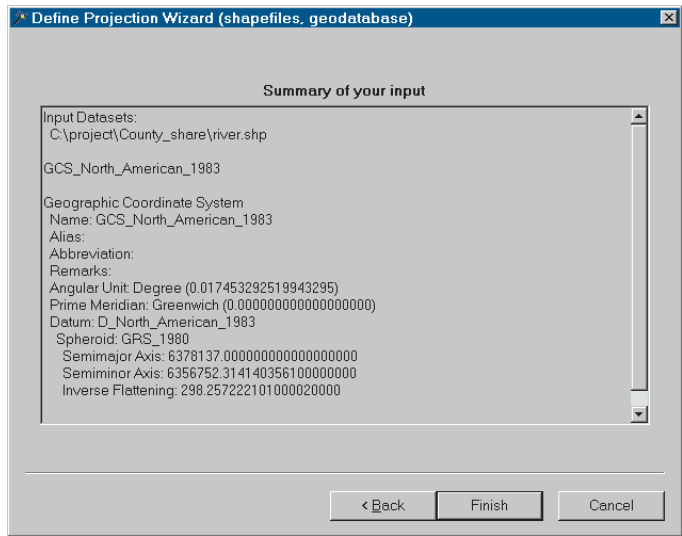 Define Projection Wizard (shapefiles, geodatabase)
Summary of your input
Input Datasets:
C:\project\County_share\river.shp
GCS_North_American_1983
Geographic Coordinate System
Name: GCS_North_American_1983
Alias:
Abbreviation:
Remarks:
Angular Unit: Degree (0.017453292519943295)
Prime Meridian: Greenwich (0.000000000000000000)
Datum: D_North_American_1983
Spheroid: GRS_1980
Semimajor Axis: 6378137.000000000000000000
Semiminor Axis: 6356752.314140356100000000
Inverse Flattening: 298.257222101000020000
< Back
Finish
Cancel